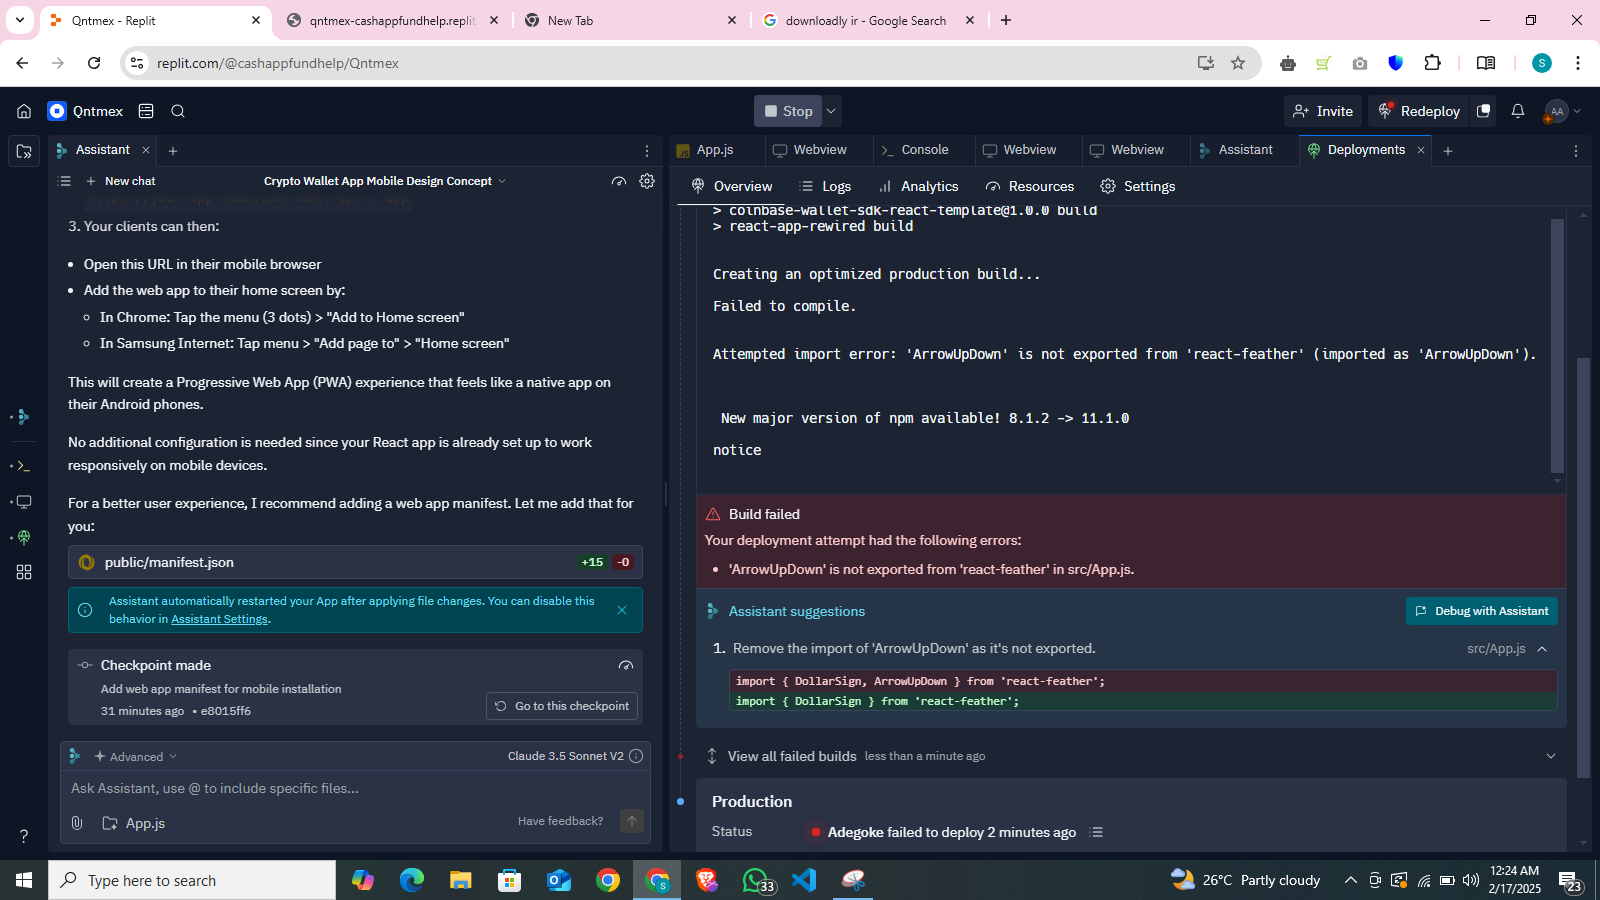 Qntmex - Replit
qntmex-cashappfundhelp.replit
New Tab
downloadly ir - Google Search
replit.com/@cashappfundhelp/Qntmex
S
Qntmex
Stop
Invite
Redeploy
AA
Assistant
New chat
Crypto Wallet App Mobile Design Concept
3. Your clients can then:
• Open this URL in their mobile browser
• Add the web app to their home screen by:
◦ In Chrome: Tap the menu (3 dots) > "Add to Home screen"
◦ In Samsung Internet: Tap menu > "Add page to" > "Home screen"
This will create a Progressive Web App (PWA) experience that feels like a native app on
their Android phones.
No additional configuration is needed since your React app is already set up to work
responsively on mobile devices.
For a better user experience, I recommend adding a web app manifest. Let me add that for
you:
public/manifest.json +15 -0
Assistant automatically restarted your App after applying file changes. You can disable this
behavior in Assistant Settings.
Checkpoint made
Add web app manifest for mobile installation
31 minutes ago • e8015ff6
Go to this checkpoint
Advanced
Claude 3.5 Sonnet V2
Ask Assistant, use @ to include specific files...
App.js
Have feedback?
App.js
Webview
Console
Webview
Webview
Assistant
Deployments
Overview
Logs
Analytics
Resources
Settings
> coinbase-wallet-sdk-react-template@1.0.0 build
> react-app-rewired build
Creating an optimized production build...
Failed to compile.
Attempted import error: 'ArrowUpDown' is not exported from 'react-feather' (imported as 'ArrowUpDown').
New major version of npm available! 8.1.2 -> 11.1.0
notice
Build failed
Your deployment attempt had the following errors:
• 'ArrowUpDown' is not exported from 'react-feather' in src/App.js.
Assistant suggestions
Debug with Assistant
1. Remove the import of 'ArrowUpDown' as it's not exported.
src/App.js
import { DollarSign, ArrowUpDown } from 'react-feather';
import { DollarSign } from 'react-feather';
View all failed builds less than a minute ago
Production
Status
Adegoke failed to deploy 2 minutes ago
Type here to search
S
33
26°C Partly cloudy
12:24 AM
2/17/2025
23